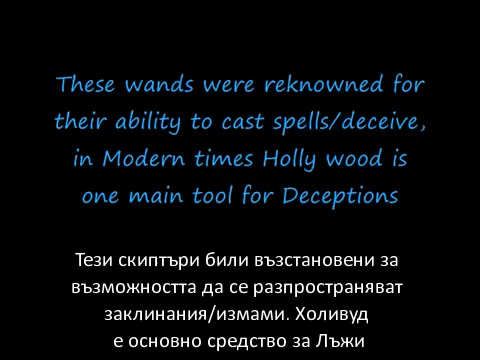 These wands were reknowned for
their ability to cast spells/deceive,
in Modern times Holly wood is
one main tool for Deceptions
Тези скиптъри били възстановени за
възможността да се разпространяват
заклинания/измами. Холивуд
е основно средство за Лъжи